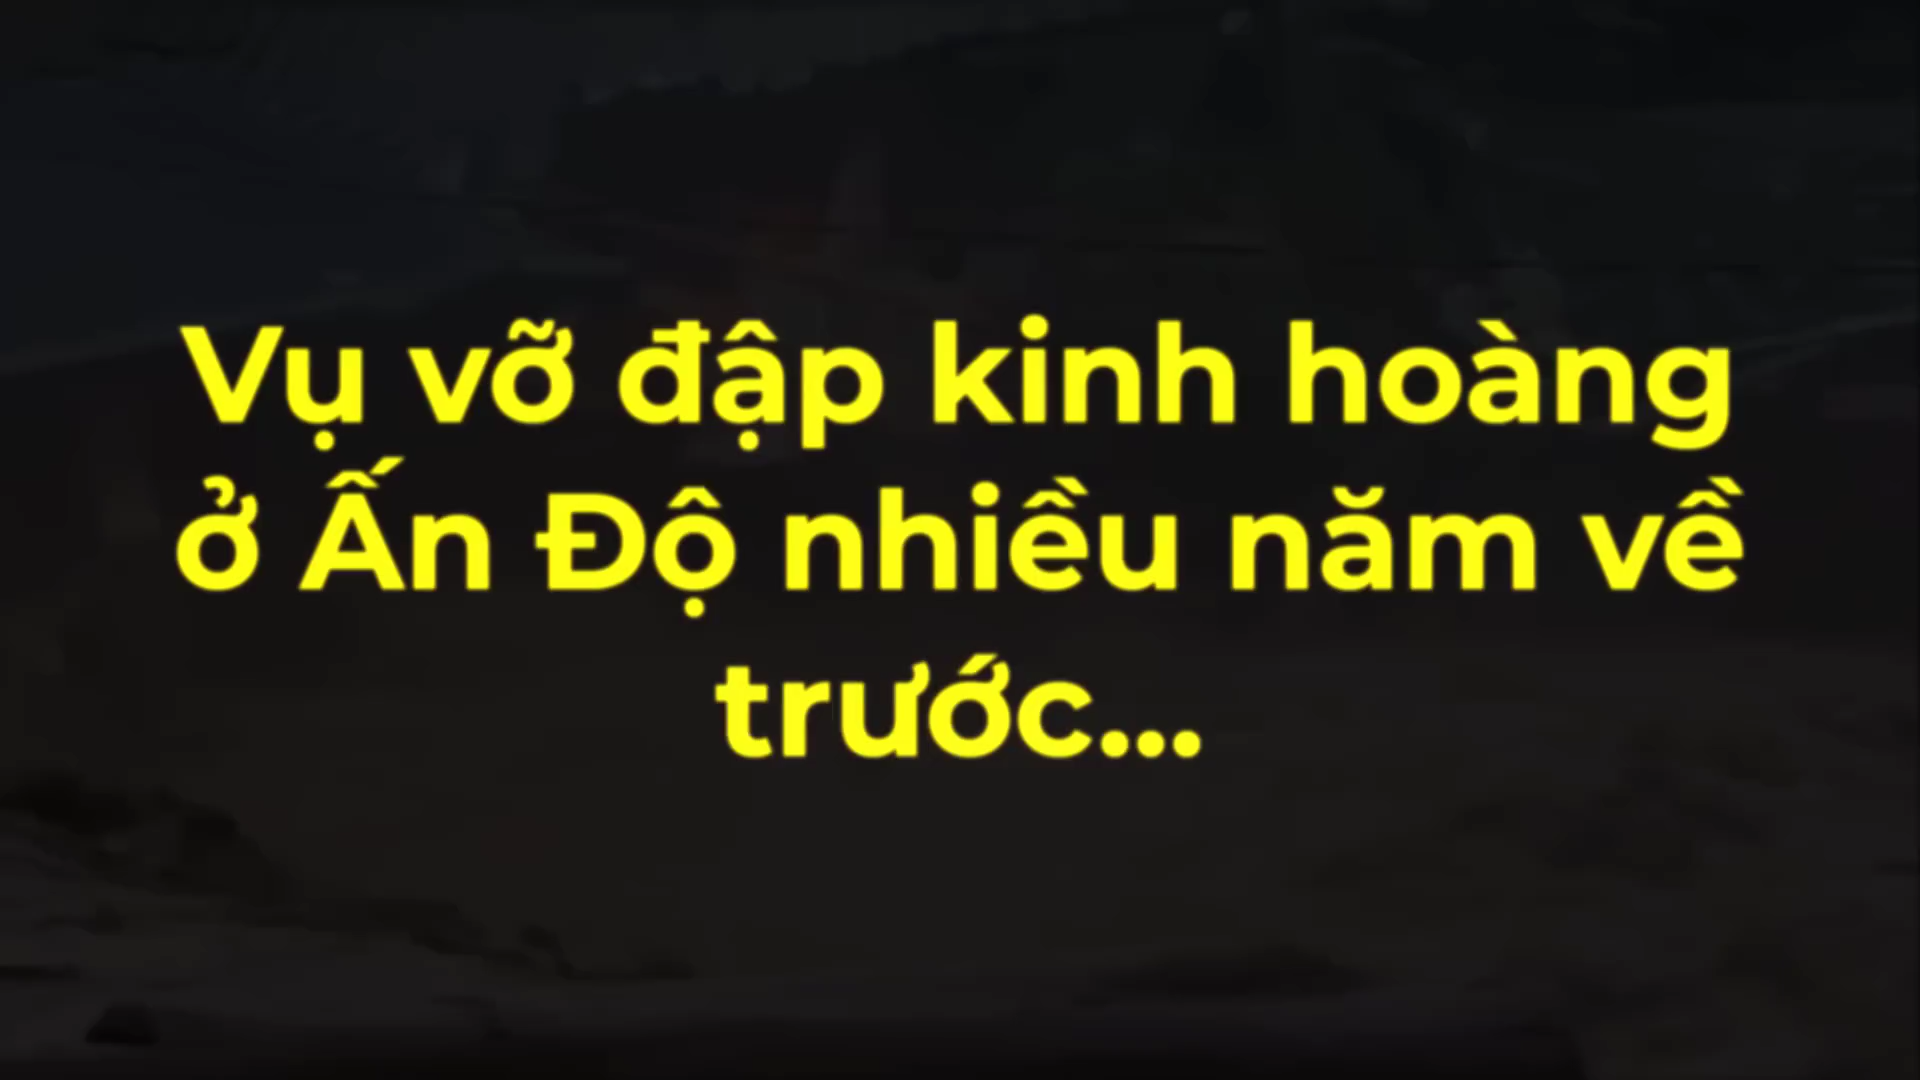 Vụ vỡ đập kinh hoàng
ở Ấn Độ nhiều năm về
trước...